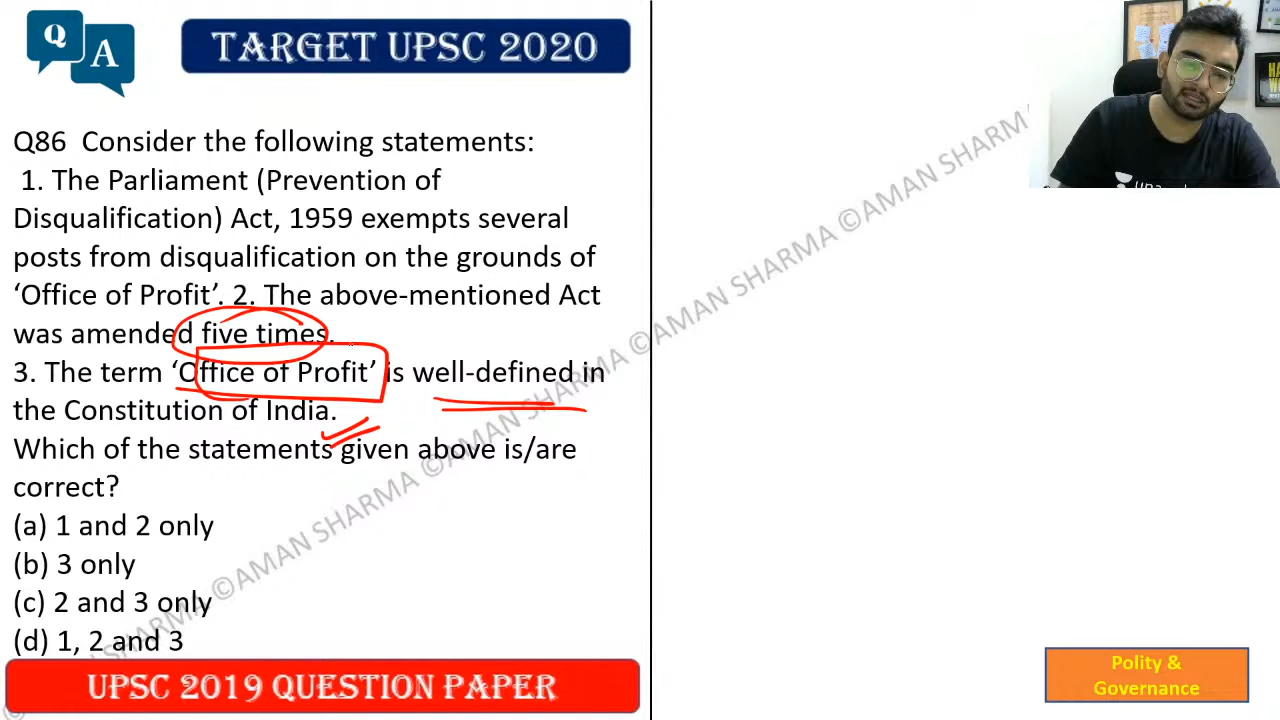 Q A
TARGET UPSC 2020
Q86 Consider the following statements:
1. The Parliament (Prevention of
Disqualification) Act, 1959 exempts several
posts from disqualification on the grounds of
‘Office of Profit’. 2. The above-mentioned Act
was amended five times.
3. The term ‘Office of Profit’ is well-defined in
the Constitution of India.
Which of the statements given above is/are
correct?
(a) 1 and 2 only
(b) 3 only
(c) 2 and 3 only
(d) 1, 2 and 3
UPSC 2019 QUESTION PAPER
©AMAN SHARMA ©AMAN SHARMA ©AMAN SHARMA ©AMAN SHARMA
Polity &
Governance